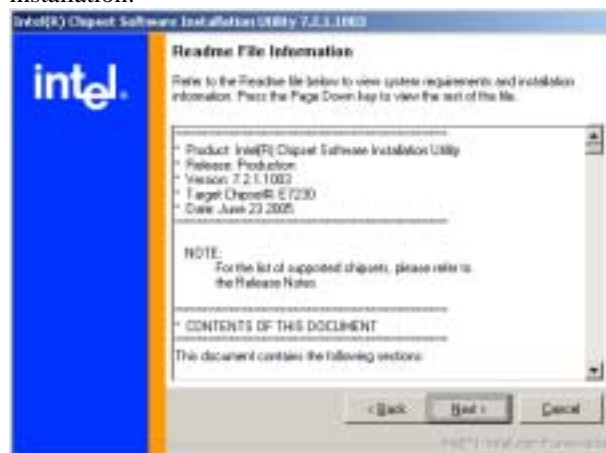 installation.
Intel(R) Chipset Software Installation Utility 7.2.1.1003
intel.
Readme File Information
Refer to the Readme file below to view system requirements and installation
information. Press the Page Down key to view the rest of the file.
************************************************
* Product: Intel(R) Chipset Software Installation Utility
* Release: Production
* Version: 7.2.1.1003
* Target Chipset#: E7230
* Date: June 23 2005
************************************************
NOTE:
For the list of supported chipsets, please refer to
the Release Notes
************************************************
* CONTENTS OF THIS DOCUMENT
************************************************
This document contains the following sections:
< Back
Next >
Cancel